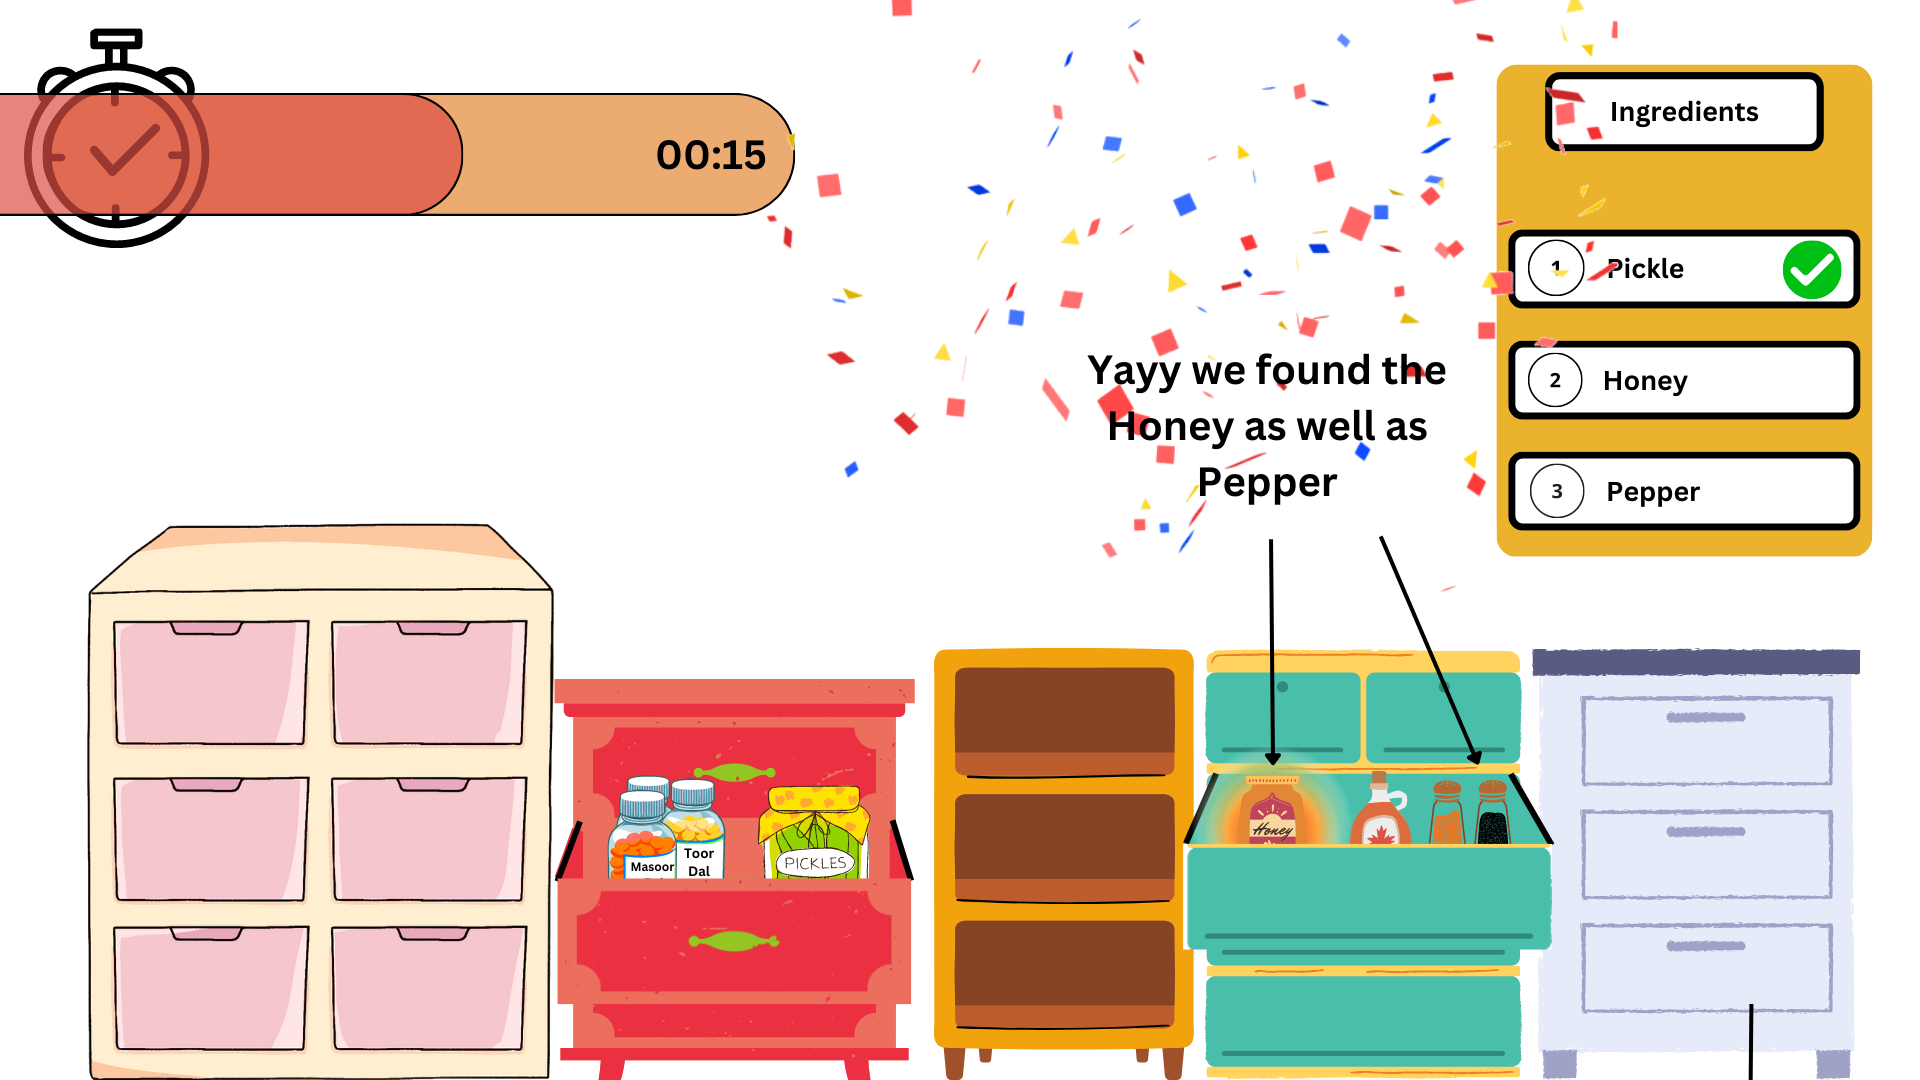 00:15
Ingredients
1 Pickle
2 Honey
3 Pepper
Yayy we found the
Honey as well as
Pepper
Masoor
Toor
Dal
PICKLES
Honey